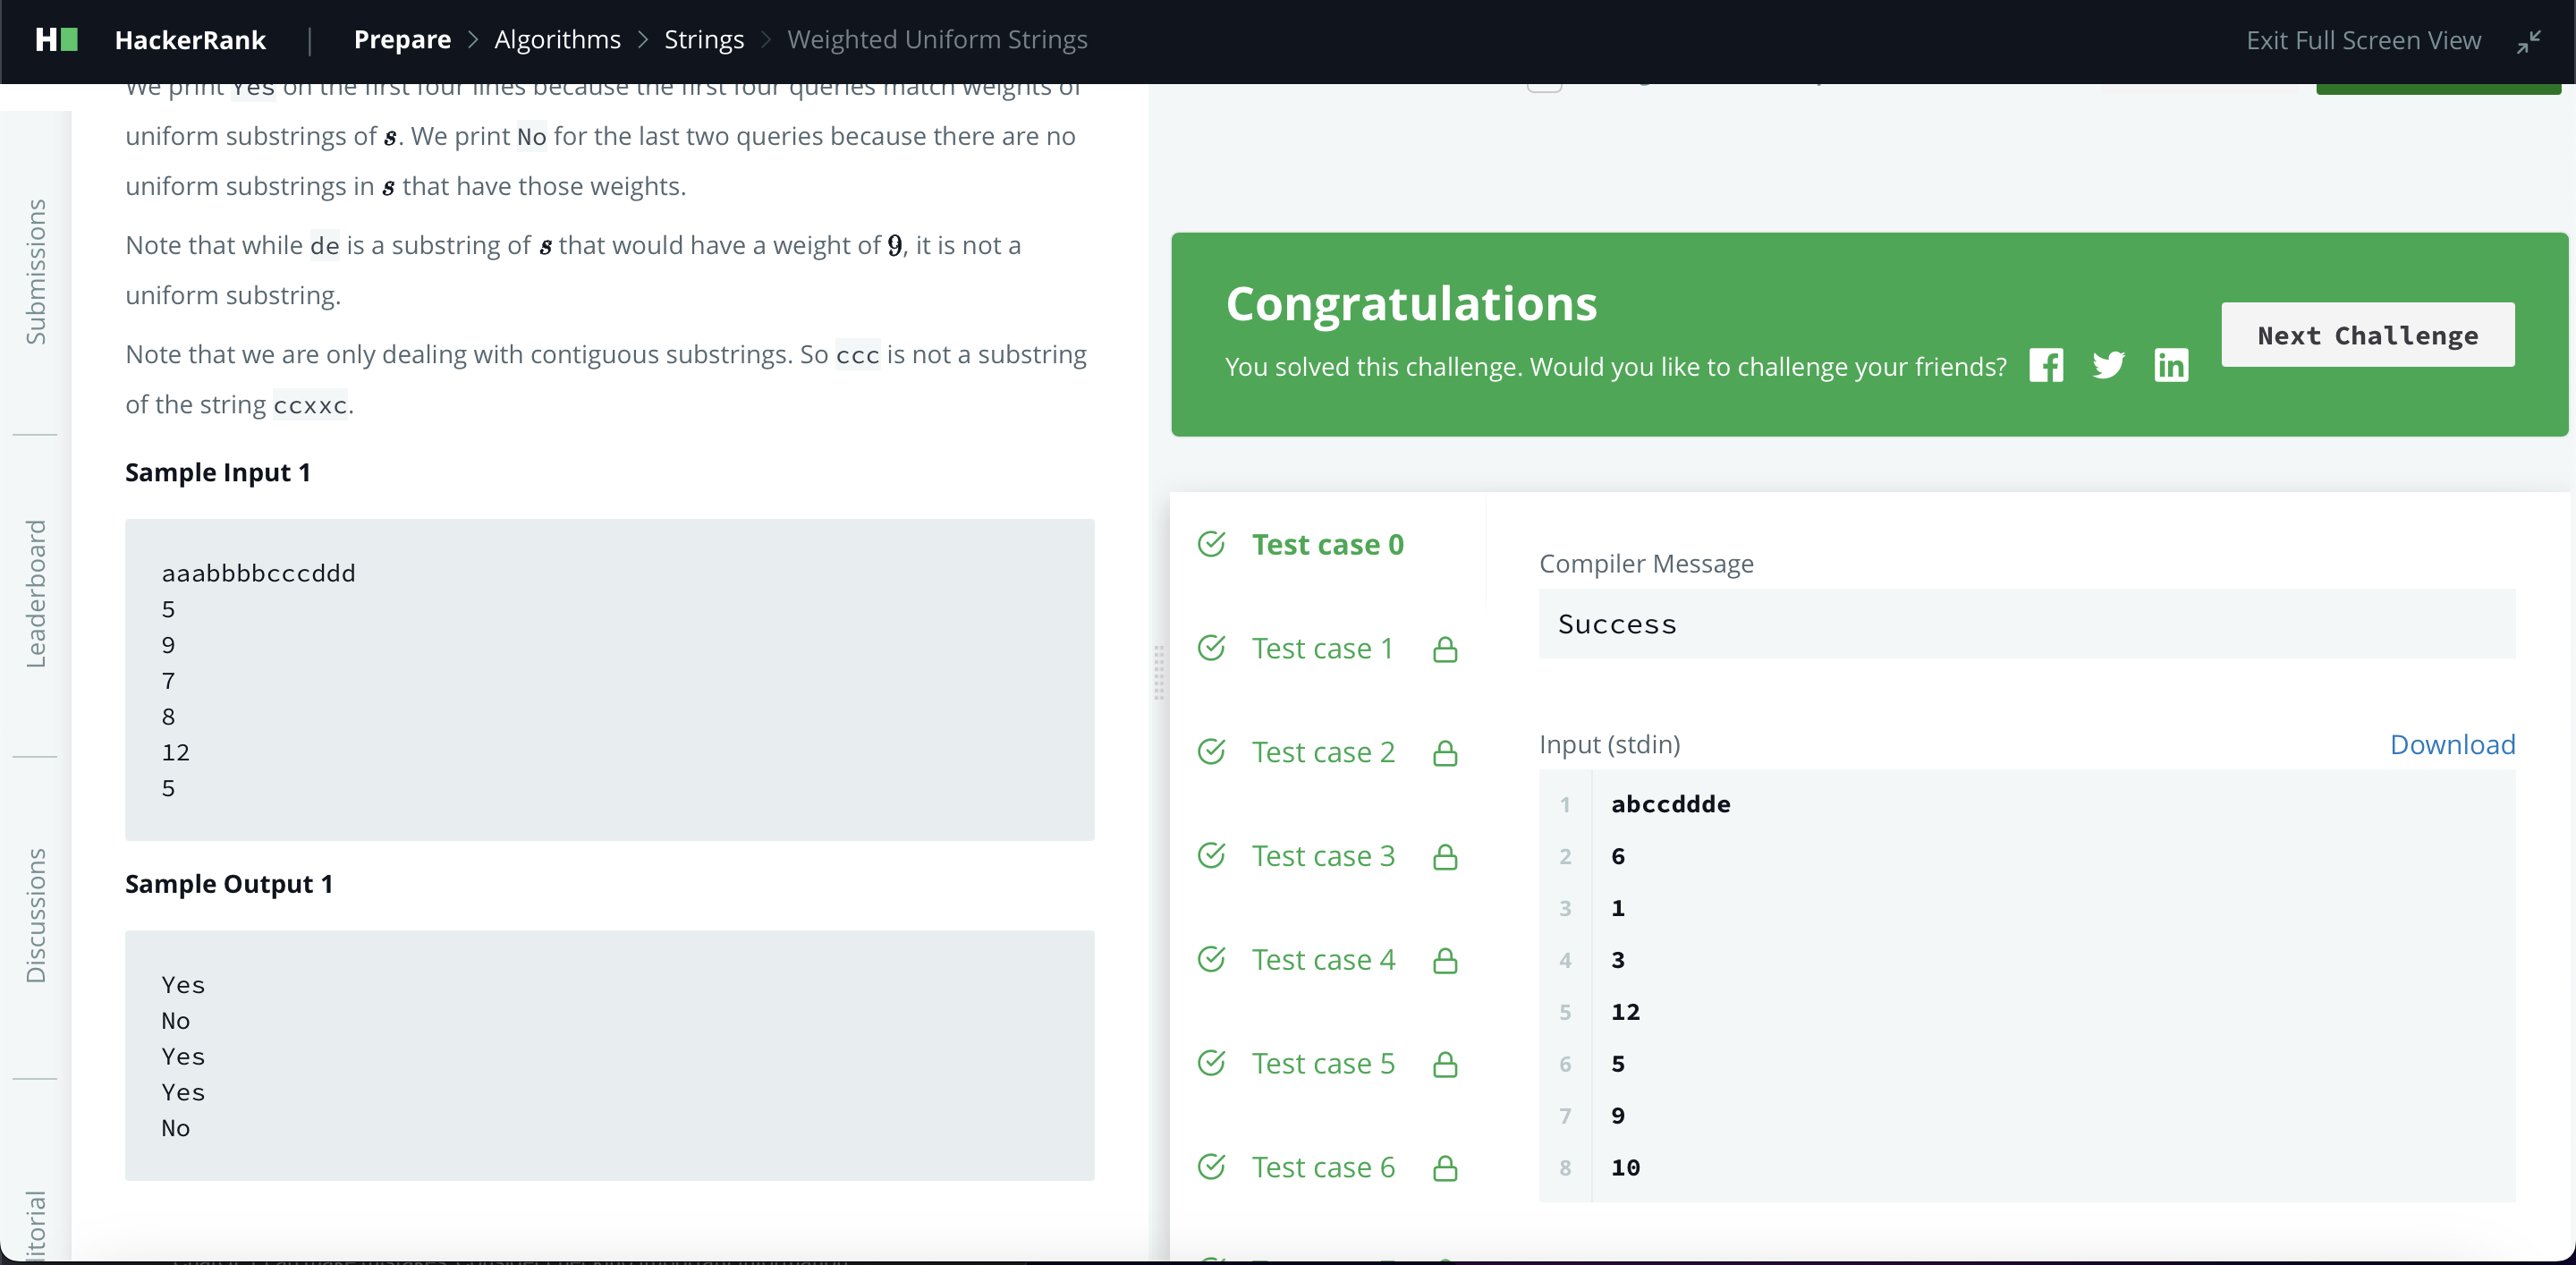 HackerRank | Prepare > Algorithms > Strings > Weighted Uniform Strings
Exit Full Screen View
We print Yes on the first four lines because the first four queries match weights of
uniform substrings of s. We print No for the last two queries because there are no
uniform substrings in s that have those weights.
Note that while de is a substring of s that would have a weight of 9, it is not a
uniform substring.
Note that we are only dealing with contiguous substrings. So ccc is not a substring
of the string ccxxc.
Sample Input 1
aaabbbbcccddd
5
9
7
8
12
5
Sample Output 1
Yes
No
Yes
Yes
No
Submissions
Leaderboard
Discussions
itorial
Congratulations
You solved this challenge. Would you like to challenge your friends?
Next Challenge
Test case 0
Test case 1
Test case 2
Test case 3
Test case 4
Test case 5
Test case 6
Compiler Message
Success
Input (stdin)
Download
1 abccddde
2 6
3 1
4 3
5 12
6 5
7 9
8 10